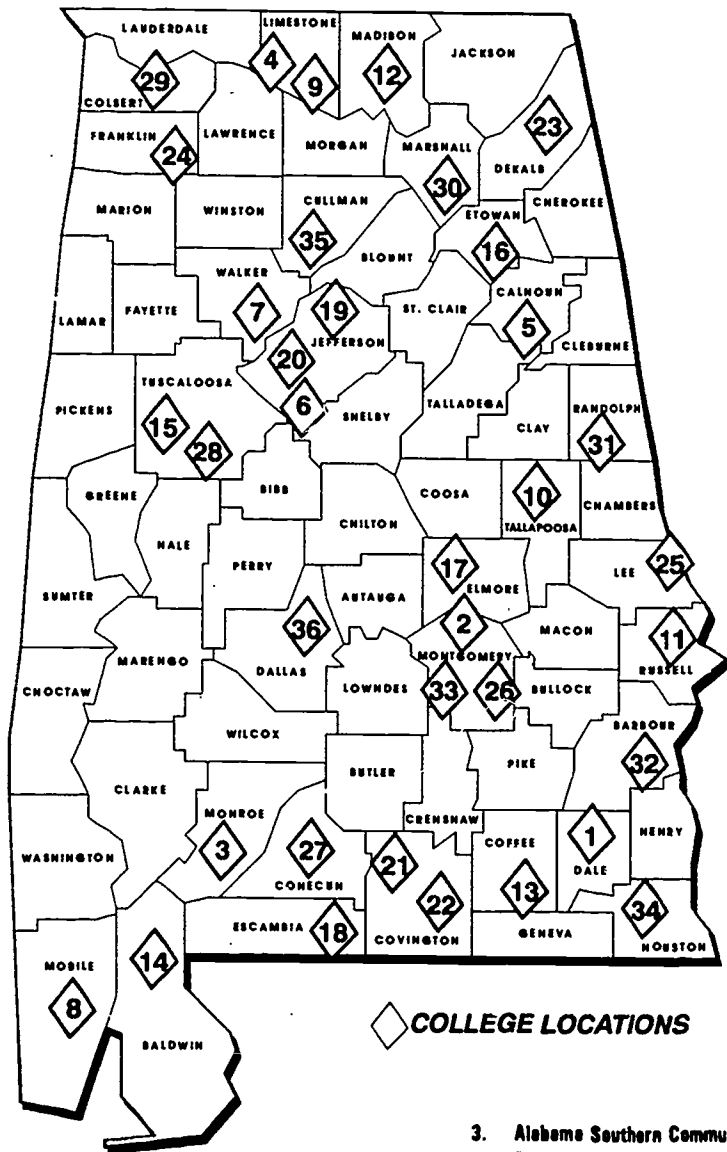 LAUDERDALE
LIMESTONE
MADISON
JACKSON
4
9
12
29
COLBERT
23
FRANKLIN
24
LAWRENCE
MORGAN
MARSHALL
30
DEKALB
CHEROKEE
MARION
WINSTON
CULLMAN
35
ETOWAN
16
BLOUNT
WALKER
7
19
JEFFERSON
ST. CLAIR
CALHOUN
5
CLEBURNE
LAMAR
FAYETTE
20
TUSCALOOSA
6
SHELBY
TALLADEGA
CLAY
RANDOLPH
31
PICKENS
15
28
BIBB
GREENE
COOSA
10
TALLAPOOSA
CHAMBERS
HALE
CHILTON
PERRY
17
ELMORE
LEE
25
SUMTER
AUTAUGA
36
DALLAS
2
MONTGOMERY
MACON
11
RUSSELL
MARENGO
CHOCTAW
LOWNDES
33
26
BULLOCK
BARBOUR
32
WILCOX
BUTLER
PIKE
CLARKE
MONROE
3
CRENSHAW
COFFEE
13
1
DALE
HENRY
WASHINGTON
27
CONECUH
21
22
COVINGTON
34
HOUSTON
ESCAMBIA
18
GENEVA
MOBILE
8
14
BALDWIN
COLLEGE LOCATIONS
3. Alabama Southern Commu